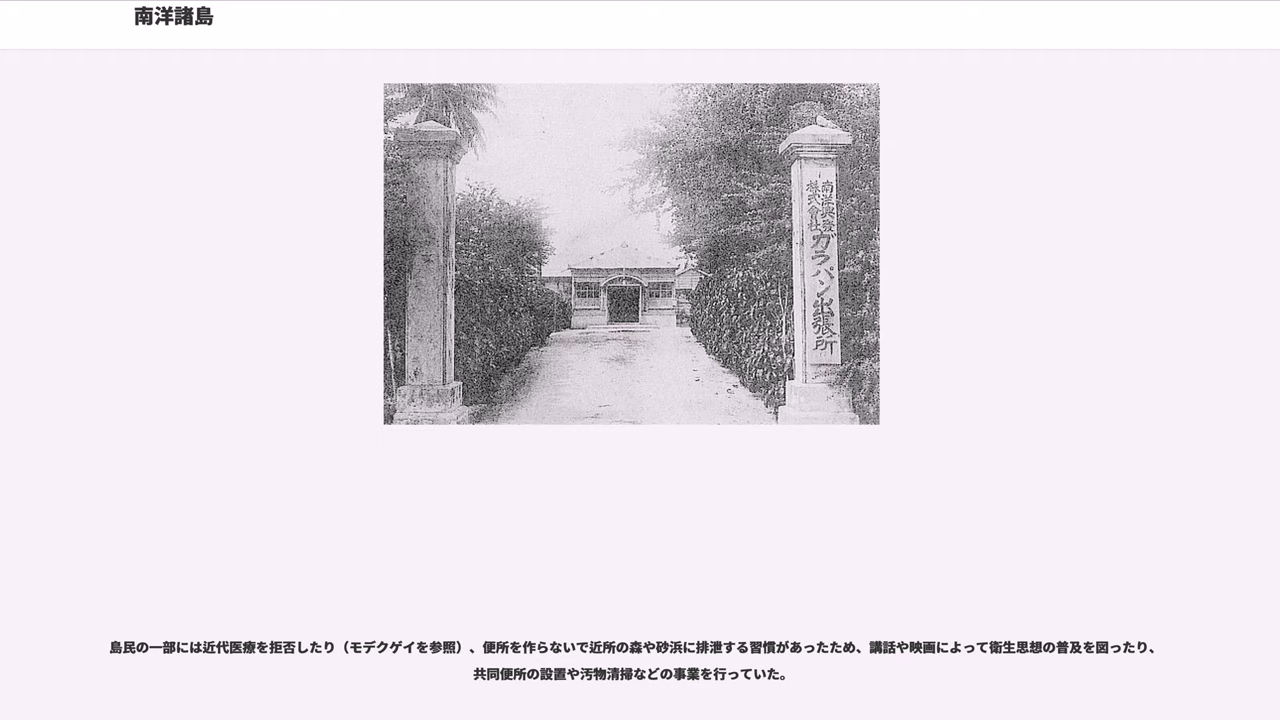 南洋諸島
南洋興發
株式會社
ガラパン出張所
島民の一部には近代医療を拒否したり（モデクゲイを参照）、便所を作らないで近所の森や砂浜に排泄する習慣があったため、講話や映画によって衛生思想の普及を図ったり、
共同便所の設置や汚物清掃などの事業を行っていた。